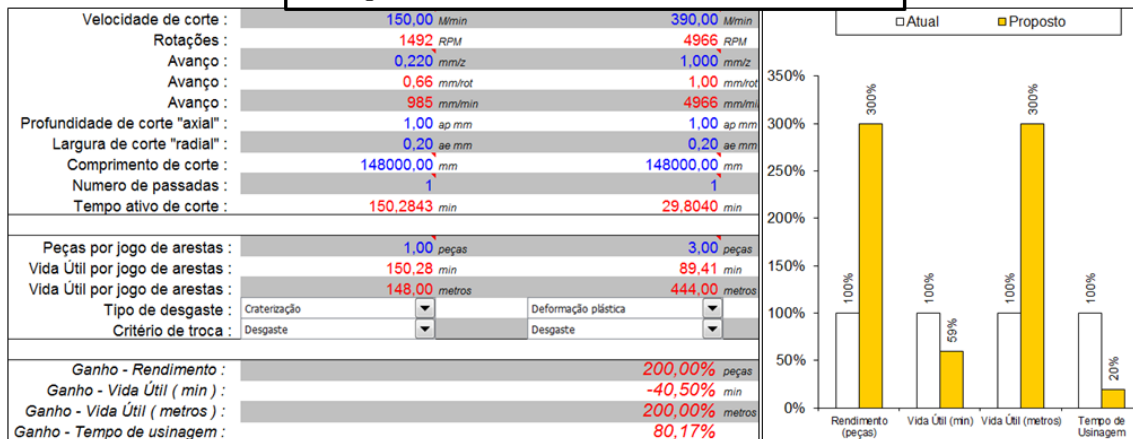 Velocidade de corte : 150,00 M/min 390,00 M/min
Rotações : 1492 RPM 4966 RPM
Avanço : 0,220 mm/z 1,000 mm/z
Avanço : 0,66 mm/rot 1,00 mm/rot
Avanço : 985 mm/min 4966 mm/mi
Profundidade de corte "axial" : 1,00 ap mm 1,00 ap mm
Largura de corte "radial" : 0,20 ae mm 0,20 ae mm
Comprimento de corte : 148000,00 mm 148000,00 mm
Numero de passadas : 1 1
Tempo ativo de corte : 150,2843 min 29,8040 min
Peças por jogo de arestas : 1,00 peças 3,00 peças
Vida Útil por jogo de arestas : 150,28 min 89,41 min
Vida Útil por jogo de arestas : 148,00 metros 444,00 metros
Tipo de desgaste : Craterização Deformação plástica
Critério de troca : Desgaste Desgaste
Ganho - Rendimento : 200,00% peças
Ganho - Vida Útil ( min ) : -40,50% min
Ganho - Vida Útil ( metros ) : 200,00% metros
Ganho - Tempo de usinagem : 80,17%
Atual Proposto
350%
300%
250%
200%
150%
100%
50%
0%
100% 300% 100% 59% 100% 300% 100% 20%
Rendimento (peças)
Vida Útil (min)
Vida Útil (metros)
Tempo de Usinagem